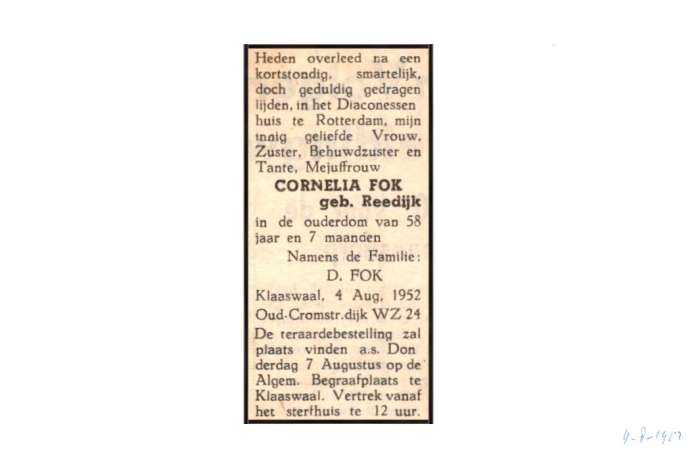 Heden overleed na een
kortstondig, smartelijk,
doch geduldig gedragen
lijden, in het Diaconessen
huis te Rotterdam, mijn
innig geliefde Vrouw,
Zuster, Behuwdzuster en
Tante, Mejuffrouw
CORNELIA FOK
geb. Reedijk
in de ouderdom van 58
jaar en 7 maanden
Namens de Familie:
D. FOK
Klaaswaal, 4 Aug, 1952
Oud-Cromstr.dijk WZ 24
De teraardebestelling zal
plaats vinden a.s. Don
derdag 7 Augustus op de
Algem. Begraafplaats te
Klaaswaal. Vertrek vanaf
het sterfhuis te 12 uur.